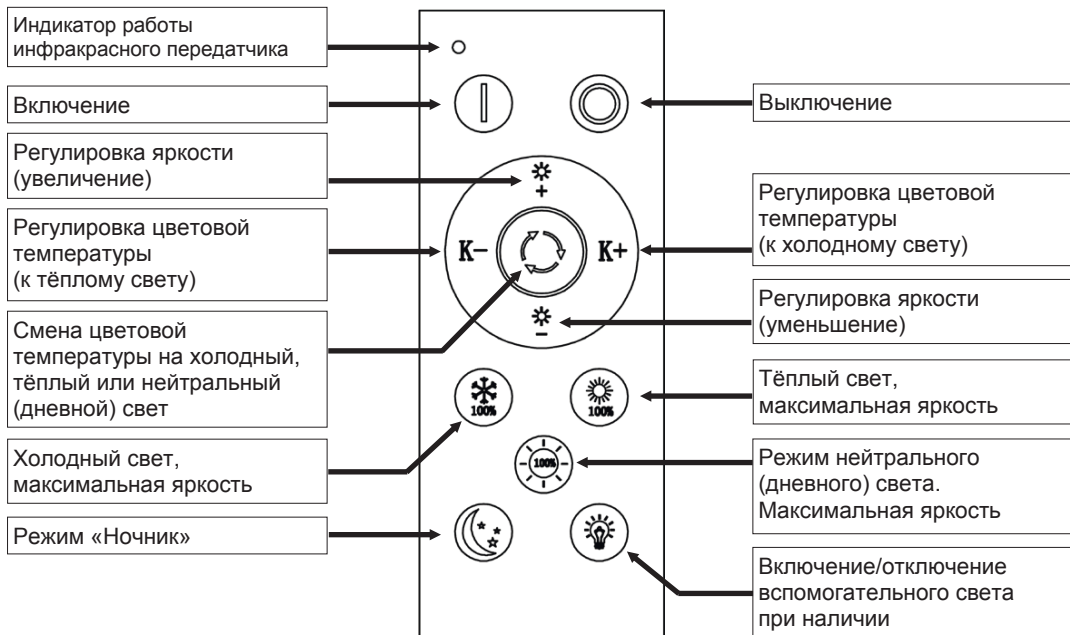 Индикатор работы
инфракрасного передатчика
Включение
Регулировка яркости
(увеличение)
Регулировка цветовой
температуры
(к тёплому свету)
Смена цветовой
температуры на холодный,
тёплый или нейтральный
(дневной) свет
Холодный свет,
максимальная яркость
Режим «Ночник»
+
K−
K+
−
100%
100%
100%
Выключение
Регулировка цветовой
температуры
(к холодному свету)
Регулировка яркости
(уменьшение)
Тёплый свет,
максимальная яркость
Режим нейтрального
(дневного) света.
Максимальная яркость
Включение/отключение
вспомогательного света
при наличии